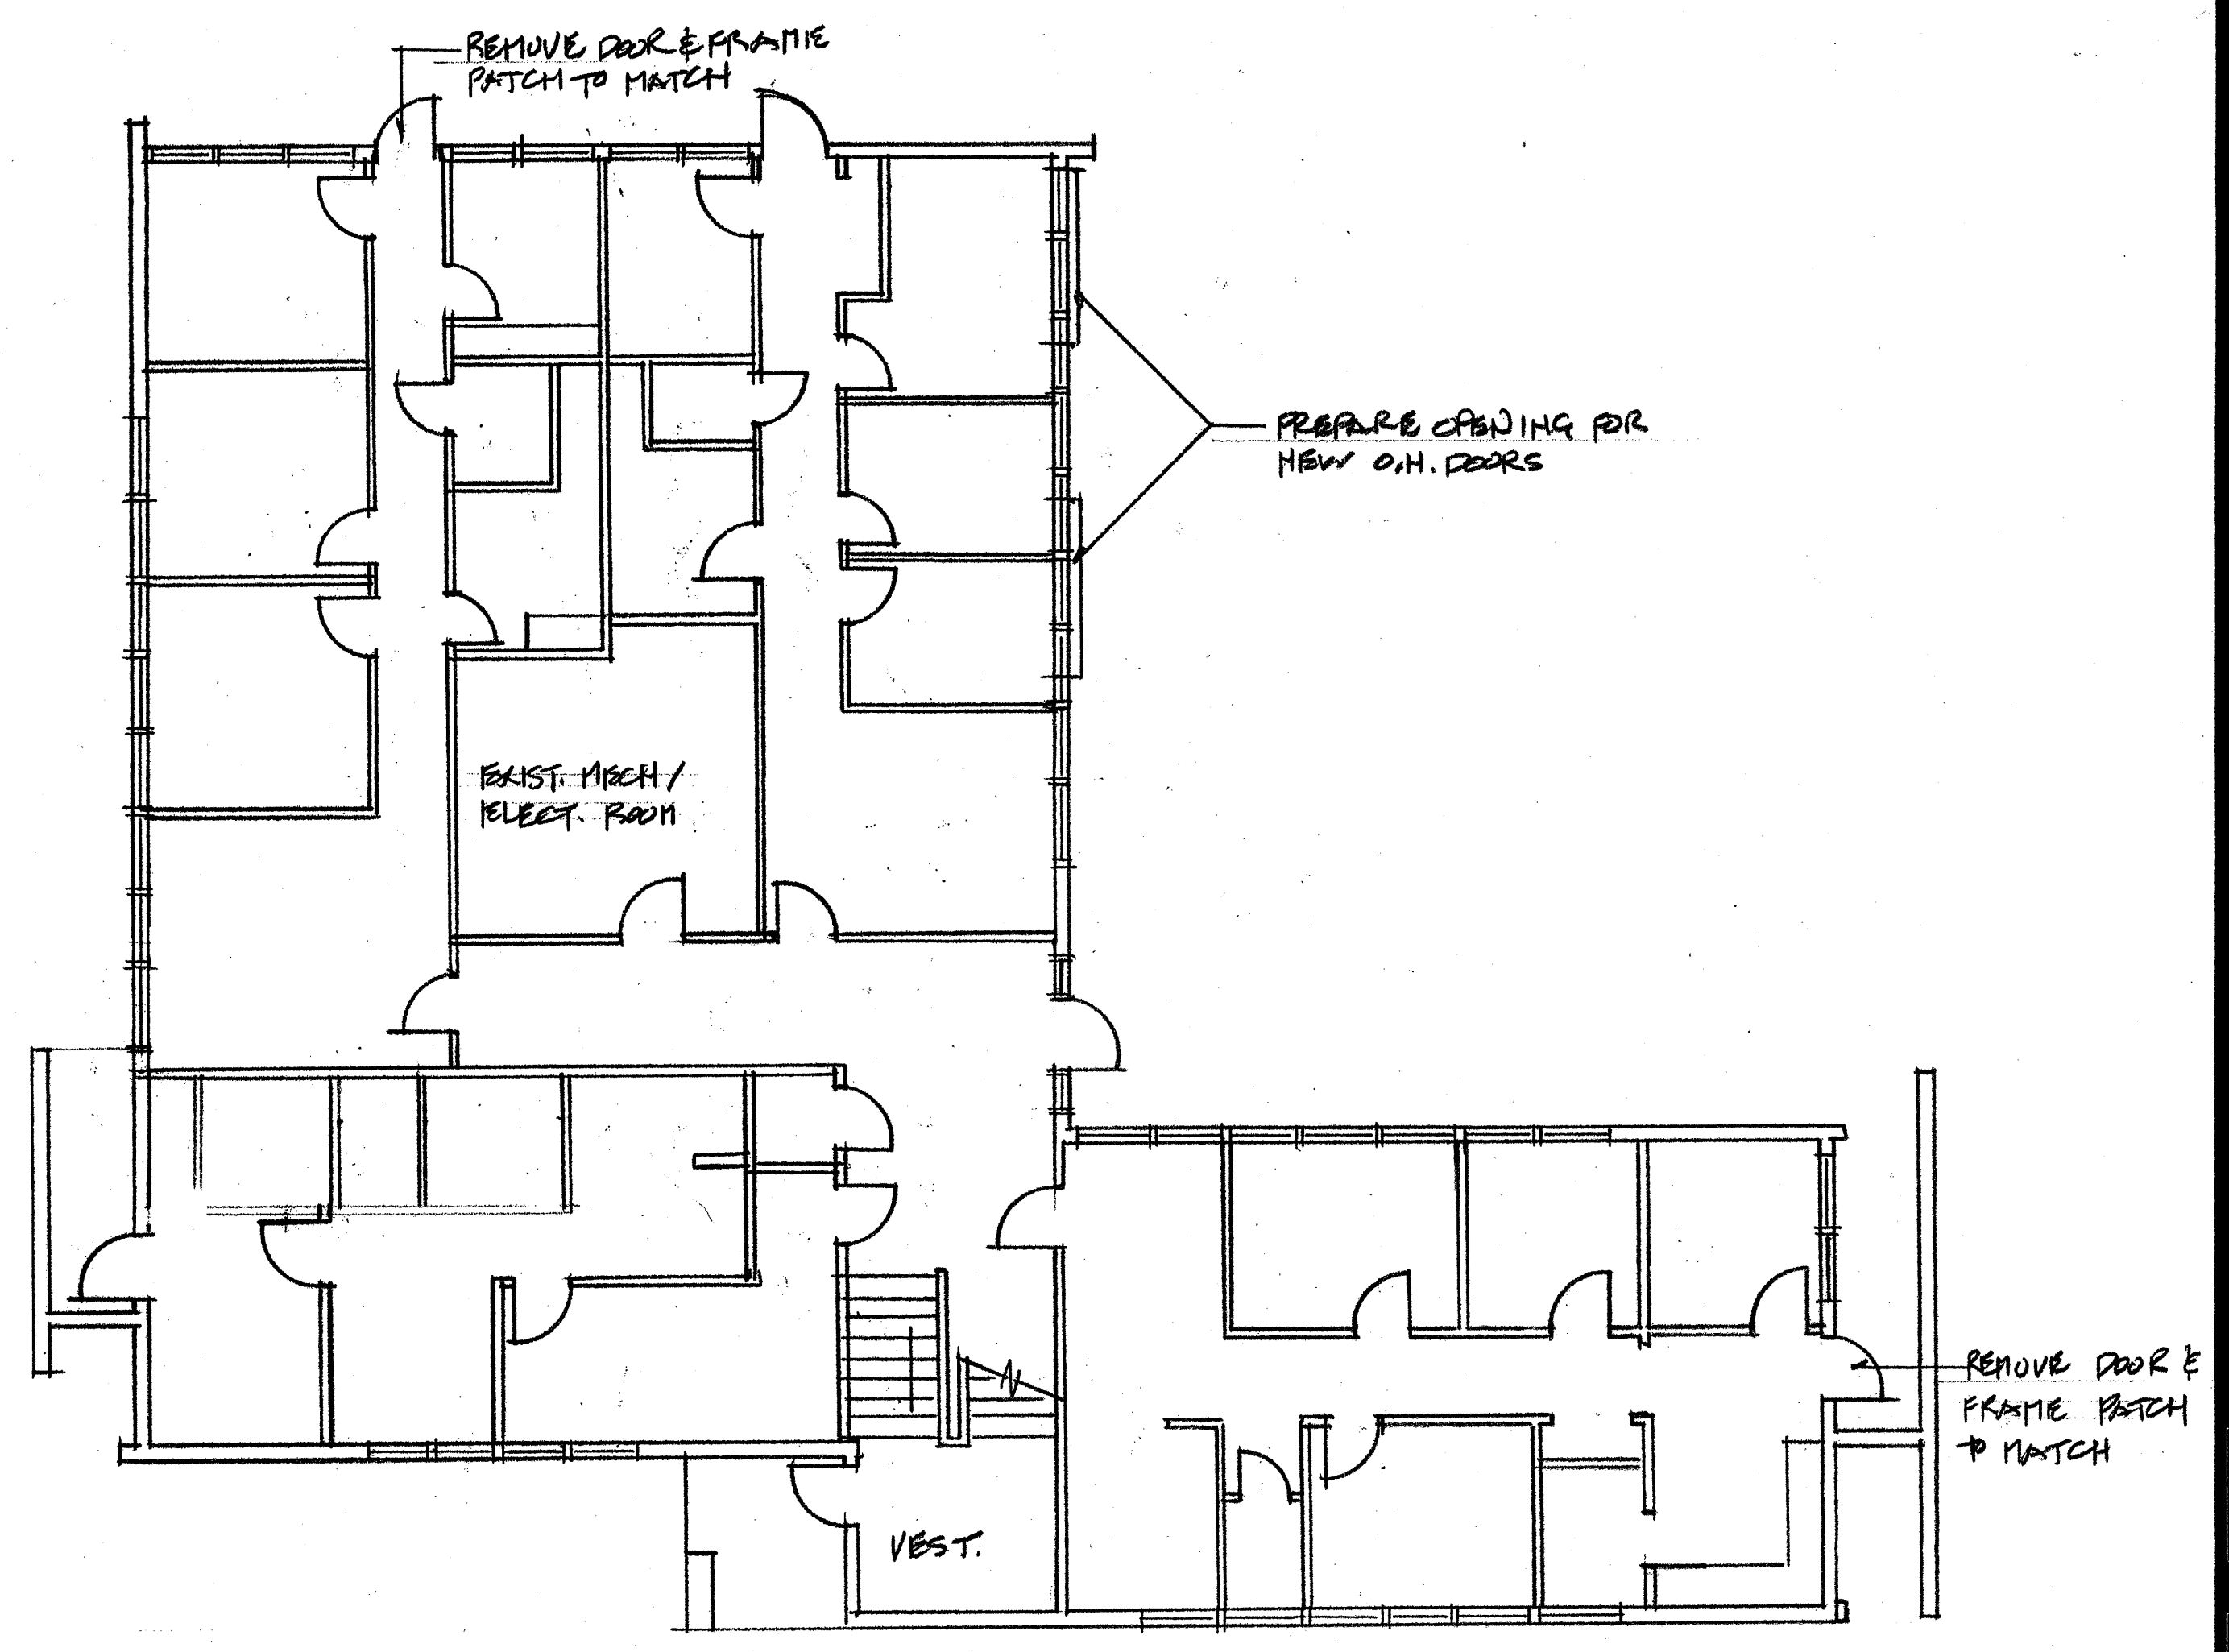 REMOVE DOOR & FRAME
PATCH TO MATCH
PREPARE OPENING FOR
NEW O.H. DOORS
EXIST. MECH/
ELECT. ROOM
REMOVE DOOR &
FRAME PATCH
TO MATCH
VEST.